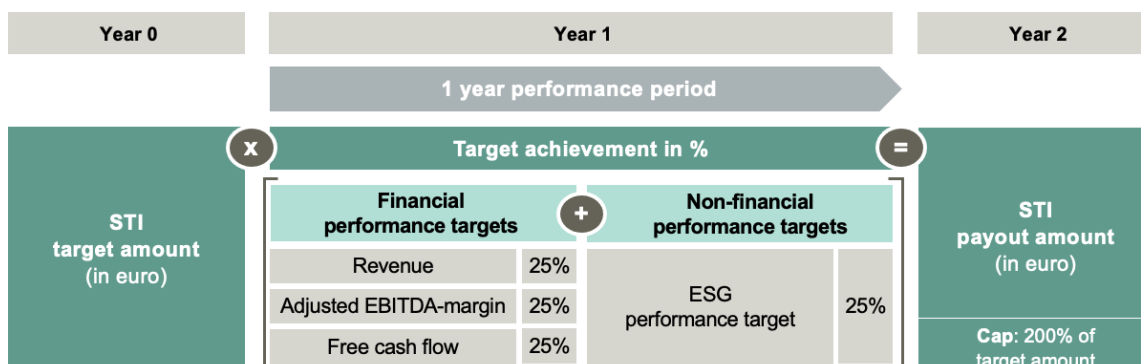 Year 0
Year 1
Year 2
1 year performance period
x
Target achievement in %
=
STI
target amount
(in euro)
Financial
performance targets
+
Non-financial
performance targets
Revenue
25%
Adjusted EBITDA-margin
25%
Free cash flow
25%
ESG
performance target
25%
STI
payout amount
(in euro)
Cap: 200% of
target amount